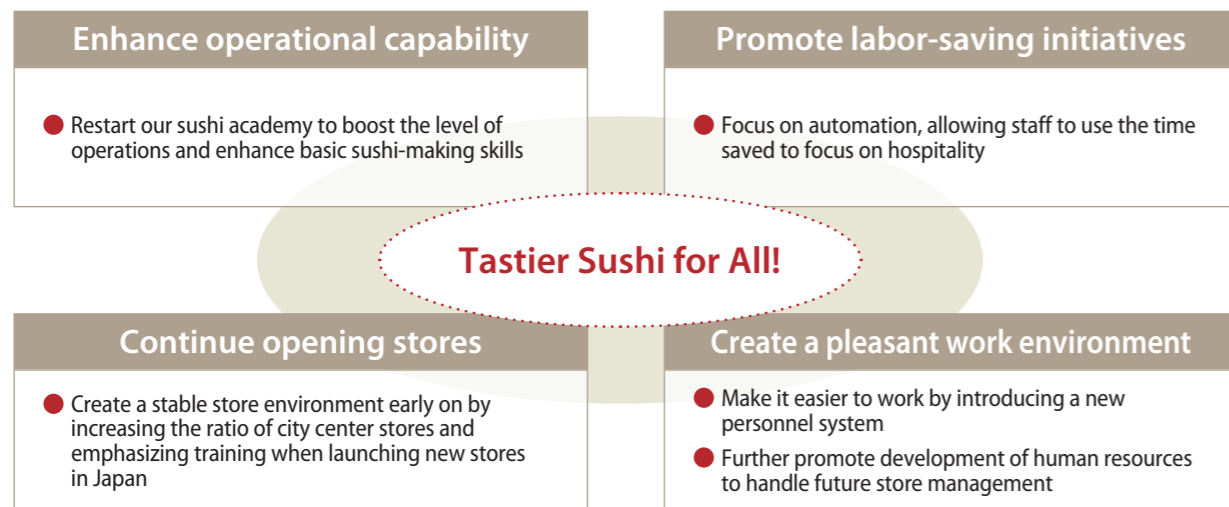 Enhance operational capability
Restart our sushi academy to boost the level of
operations and enhance basic sushi-making skills
Promote labor-saving initiatives
Focus on automation, allowing staff to use the time
saved to focus on hospitality
Tastier Sushi for All!
Continue opening stores
Create a stable store environment early on by
increasing the ratio of city center stores and
emphasizing training when launching new stores
in Japan
Create a pleasant work environment
Make it easier to work by introducing a new
personnel system
Further promote development of human resources
to handle future store management